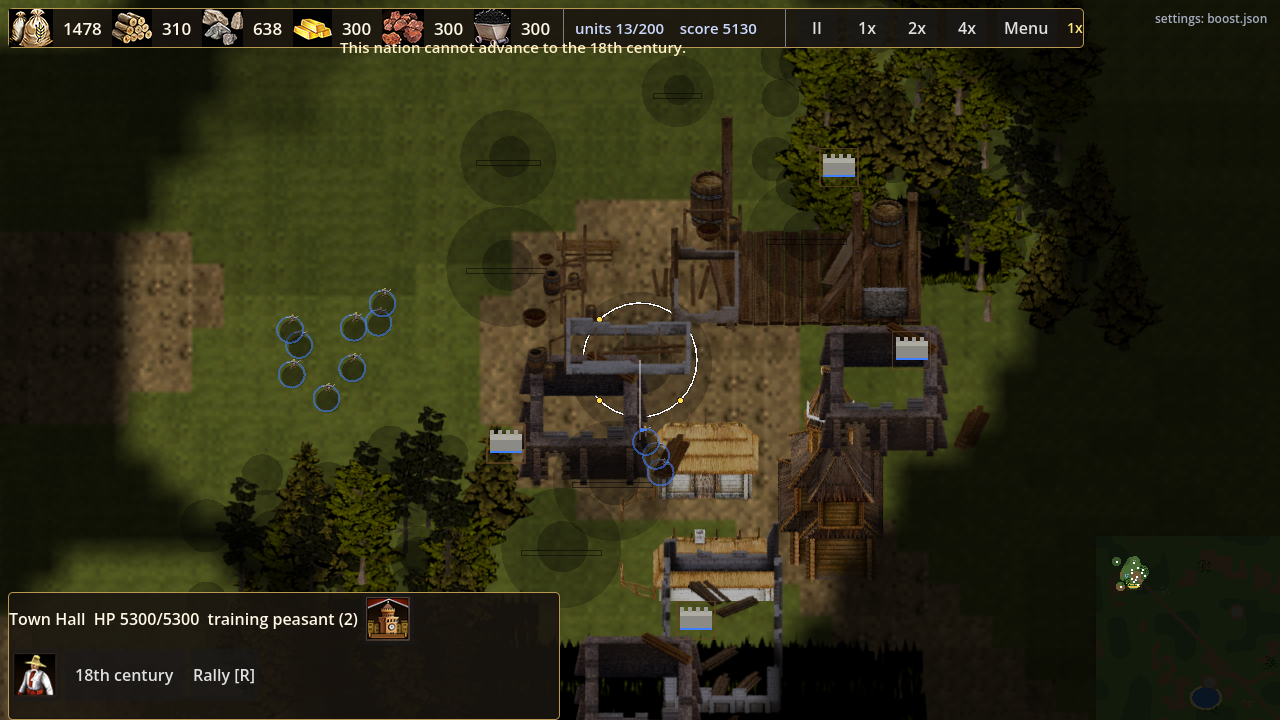 1478 310 638 300 300 300 units 13/200 score 5130 II 1x 2x 4x Menu 1x
settings: boost.json
This nation cannot advance to the 18th century.
Town Hall HP 5300/5300 training peasant (2)
18th century Rally [R]